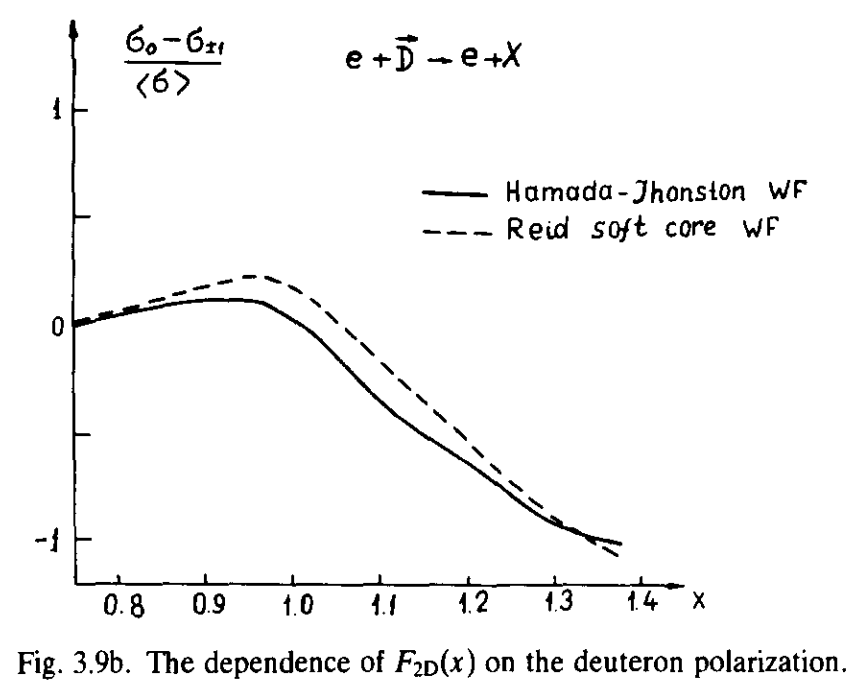 σ₀ − σ±₁
⟨σ⟩
e + D⃗ → e + X
1
Hamada-Jhonston WF
Reid soft core WF
0
-1
0.8 0.9 1.0 1.1 1.2 1.3 1.4 X
Fig. 3.9b. The dependence of F₂D(x) on the deuteron polarization.